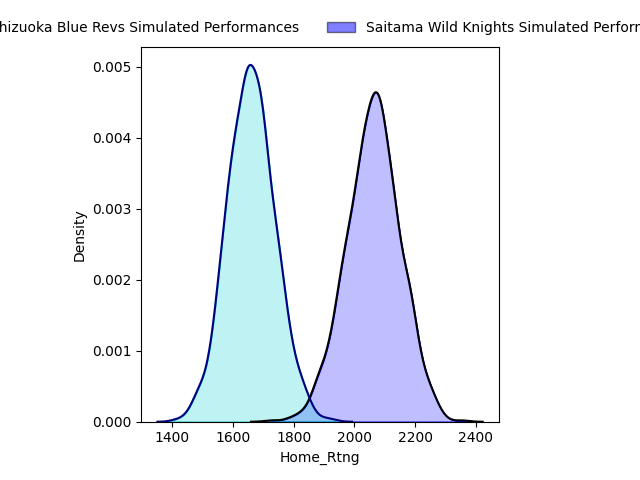 hizuoka Blue Revs Simulated Performances Saitama Wild Knights Simulated Perfor
0.005
0.004
0.003
0.002
0.001
0.000
Density
1400 1600 1800 2000 2200 2400
Home_Rtng